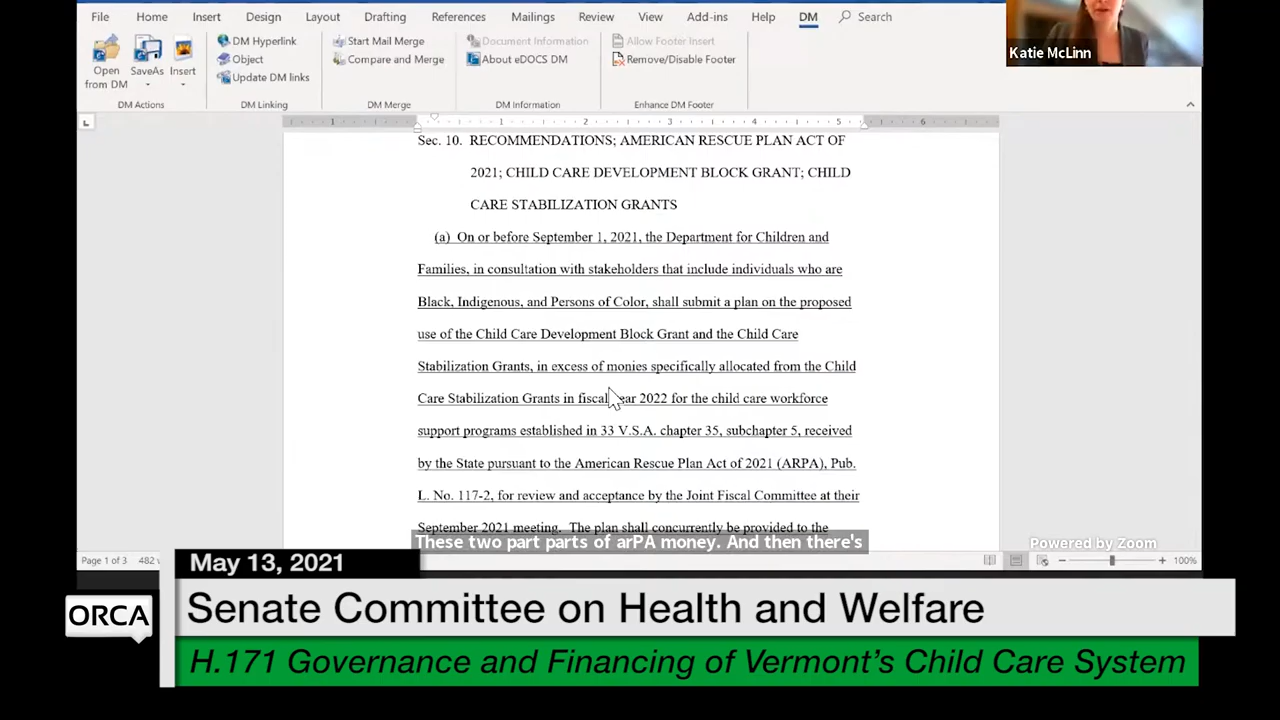 File Home Insert Design Layout Drafting References Mailings Review View Add-ins Help DM Search
Katie McLinn
Open from DM
SaveAs
Insert
DM Hyperlink
Object
Update DM links
Start Mail Merge
Compare and Merge
Document Information
About eDOCS DM
Allow Footer Insert
Remove/Disable Footer
DM Actions DM Linking DM Merge DM Information Enhance DM Footer
1 1 2 3 4 5 6
Sec. 10. RECOMMENDATIONS; AMERICAN RESCUE PLAN ACT OF
2021; CHILD CARE DEVELOPMENT BLOCK GRANT; CHILD
CARE STABILIZATION GRANTS
(a) On or before September 1, 2021, the Department for Children and
Families, in consultation with stakeholders that include individuals who are
Black, Indigenous, and Persons of Color, shall submit a plan on the proposed
use of the Child Care Development Block Grant and the Child Care
Stabilization Grants, in excess of monies specifically allocated from the Child
Care Stabilization Grants in fiscal year 2022 for the child care workforce
support programs established in 33 V.S.A. chapter 35, subchapter 5, received
by the State pursuant to the American Rescue Plan Act of 2021 (ARPA), Pub.
L. No. 117-2, for review and acceptance by the Joint Fiscal Committee at their
September 2021 meeting. The plan shall concurrently be provided to the
These two part parts of arPA money. And then there's
Powered by Zoom
Page 1 of 3 482 100%
May 13, 2021
ORCA
Senate Committee on Health and Welfare
H.171 Governance and Financing of Vermont's Child Care System